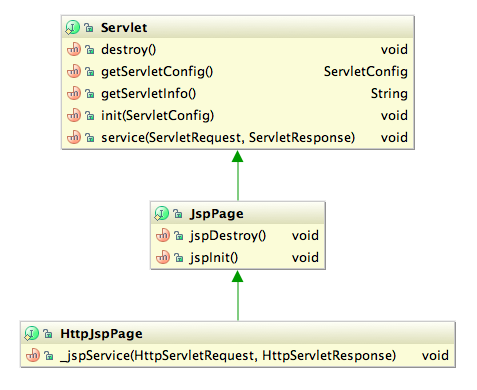 Servlet
destroy() void
getServletConfig() ServletConfig
getServletInfo() String
init(ServletConfig) void
service(ServletRequest, ServletResponse) void
JspPage
jspDestroy() void
jspInit() void
HttpJspPage
_jspService(HttpServletRequest, HttpServletResponse) void